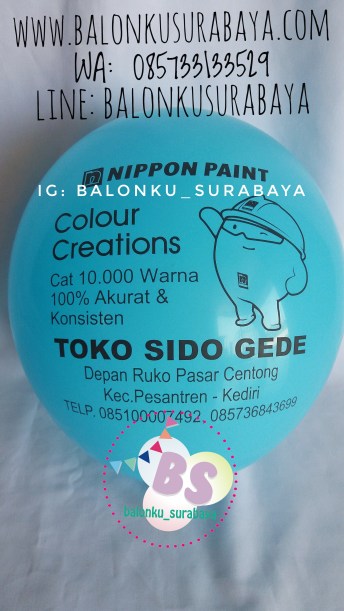 WWW.BALONKUSURABAYA.COM
WA: 085733133529
LINE: BALONKUSURABAYA
NIPPON PAINT
IG: BALONKU_SURABAYA
Colour
Creations
Cat 10.000 Warna
100% Akurat &
Konsisten
TOKO SIDO GEDE
Depan Ruko Pasar Centong
Kec.Pesantren - Kediri
TELP. 085100007492, 085736843699
BS
balonku_surabaya